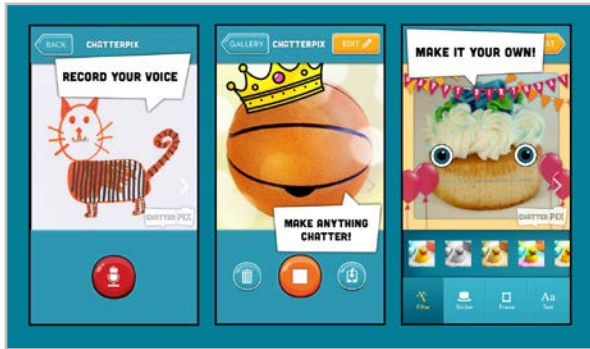 BACK
CHATTERPIX
RECORD YOUR VOICE
CHATTER PIX
GALLERY
CHATTERPIX
EDIT
MAKE ANYTHING
CHATTER!
MAKE IT YOUR OWN!
CHATTER PIX
Filter
Sticker
Frame
Aa
Text